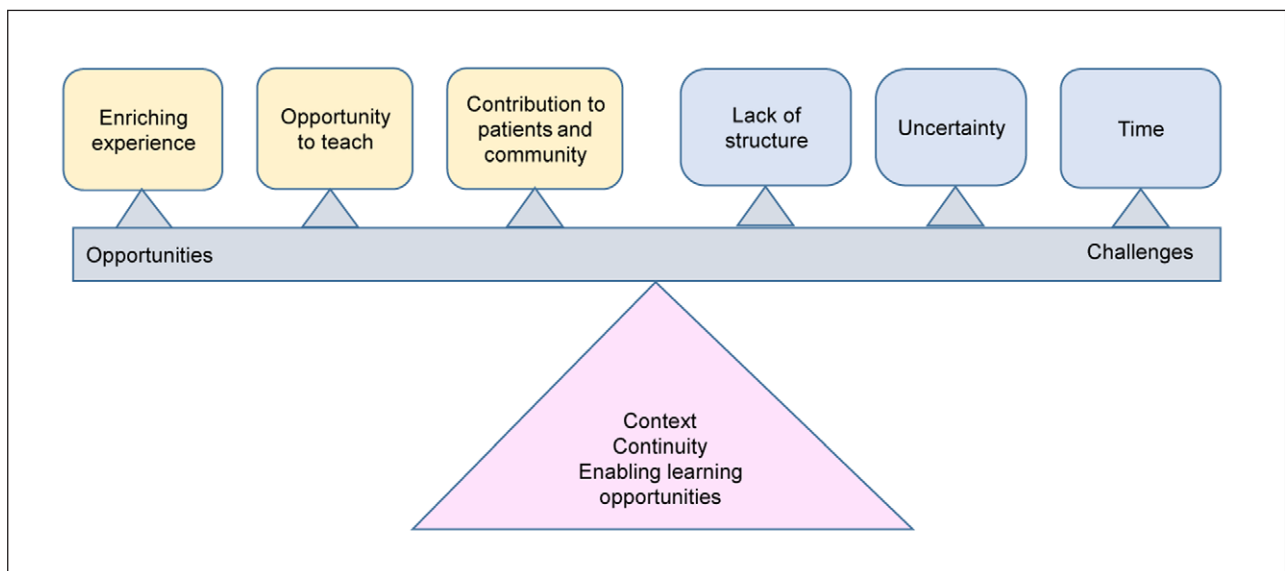 Enriching
experience
Opportunity
to teach
Contribution to
patients and
community
Lack of
structure
Uncertainty
Time
Opportunities
Challenges
Context
Continuity
Enabling learning
opportunities